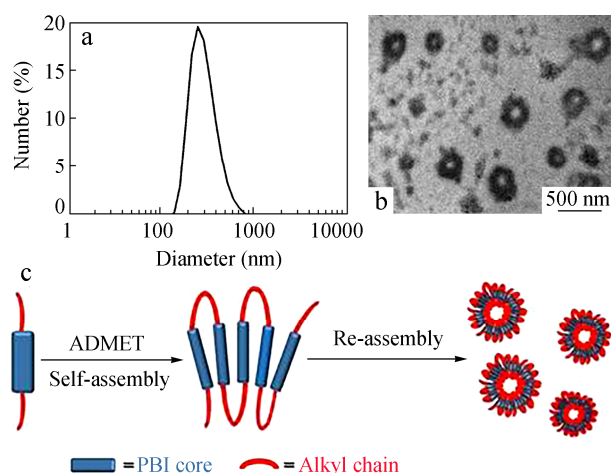 a
20
15
10
5
0
Number (%)
1
100
1000
10000
Diameter (nm)
b
500 nm
c
ADMET
Self-assembly
Re-assembly
=PBI core
=Alkyl chain